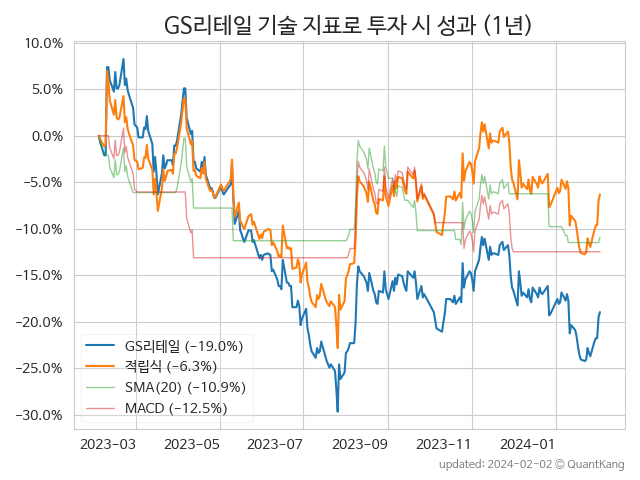 GS리테일 기술 지표로 투자 시 성과 (1년)
10.0%
5.0%
0.0%
−5.0%
−10.0%
−15.0%
−20.0%
−25.0%
−30.0%
GS리테일 (−19.0%)
적립식 (−6.3%)
SMA(20) (−10.9%)
MACD (−12.5%)
2023−03 2023−05 2023−07 2023−09 2023−11 2024−01
updated: 2024-02-02 © QuantKang